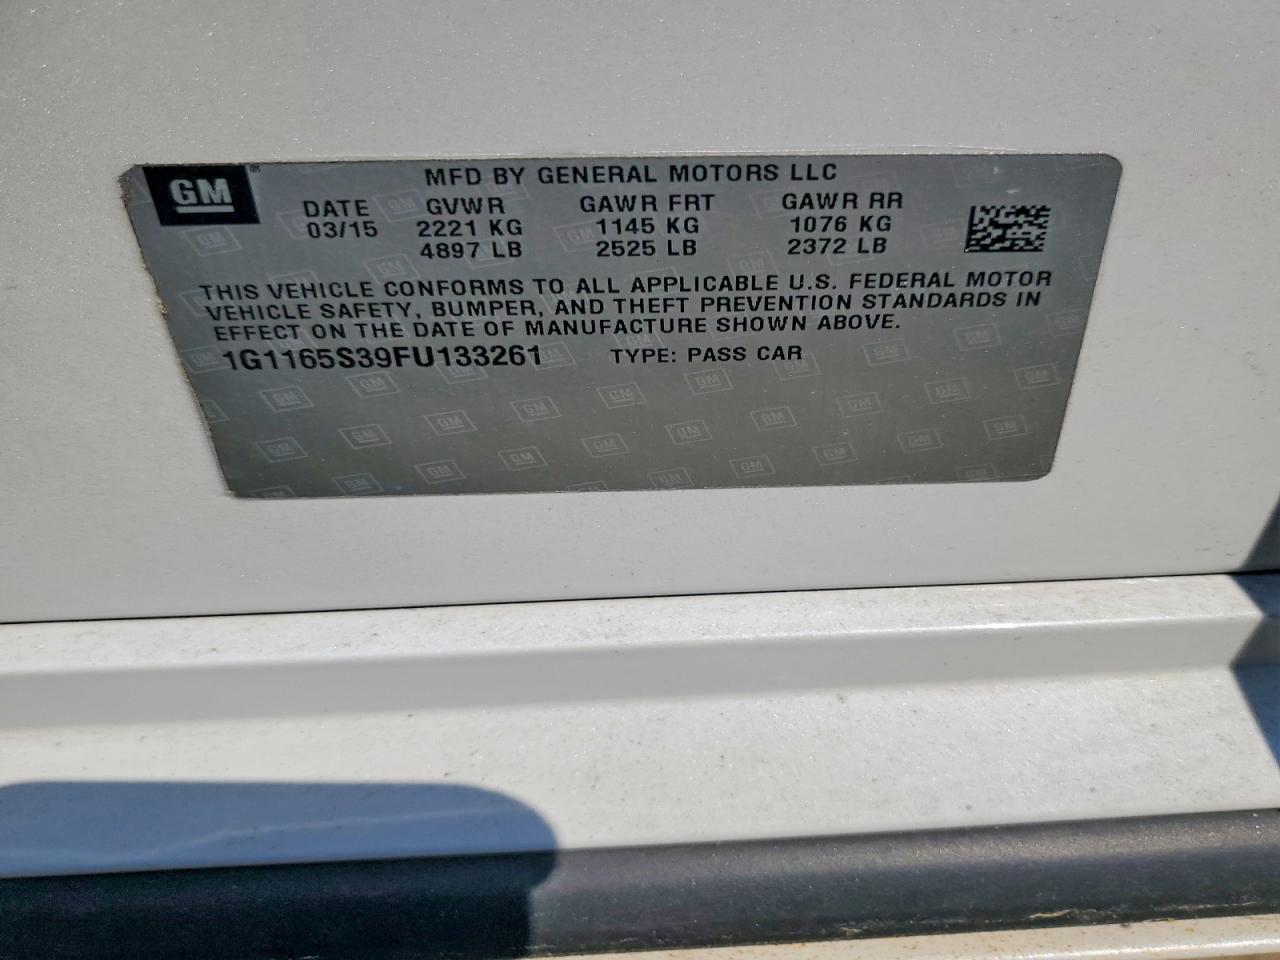 GM MFD BY GENERAL MOTORS LLC
DATE GVWR GAWR FRT GAWR RR
03/15 2221 KG 1145 KG 1076 KG
4897 LB 2525 LB 2372 LB
THIS VEHICLE CONFORMS TO ALL APPLICABLE U.S. FEDERAL MOTOR
VEHICLE SAFETY, BUMPER, AND THEFT PREVENTION STANDARDS IN
EFFECT ON THE DATE OF MANUFACTURE SHOWN ABOVE.
1G1165S39FU133261 TYPE: PASS CAR